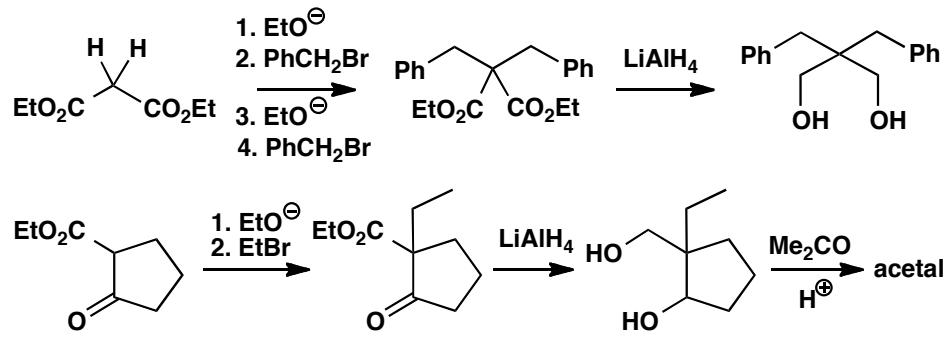 H H
EtO₂C CO₂Et
1. EtO⊖
2. PhCH₂Br
3. EtO⊖
4. PhCH₂Br
Ph Ph
EtO₂C CO₂Et
LiAlH₄
Ph Ph
OH OH
EtO₂C
O
1. EtO⊖
2. EtBr
EtO₂C
O
LiAlH₄
HO
HO
Me₂CO
H⊕
acetal